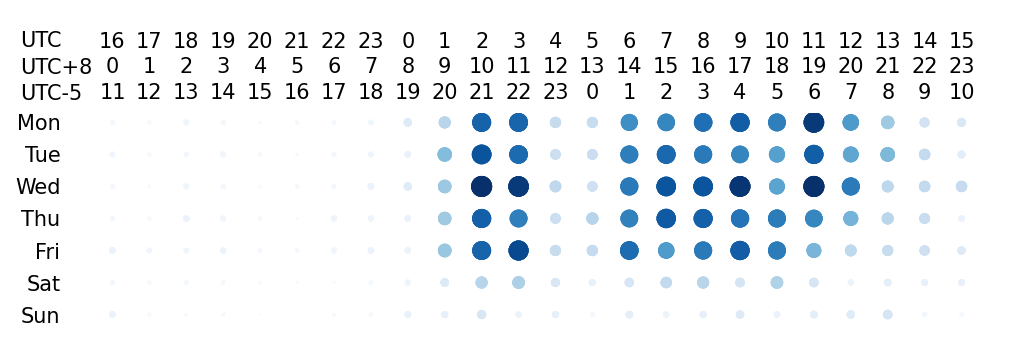 UTC 16 17 18 19 20 21 22 23 0 1 2 3 4 5 6 7 8 9 10 11 12 13 14 15
UTC+8 0 1 2 3 4 5 6 7 8 9 10 11 12 13 14 15 16 17 18 19 20 21 22 23
UTC-5 11 12 13 14 15 16 17 18 19 20 21 22 23 0 1 2 3 4 5 6 7 8 9 10
Mon
Tue
Wed
Thu
Fri
Sat
Sun